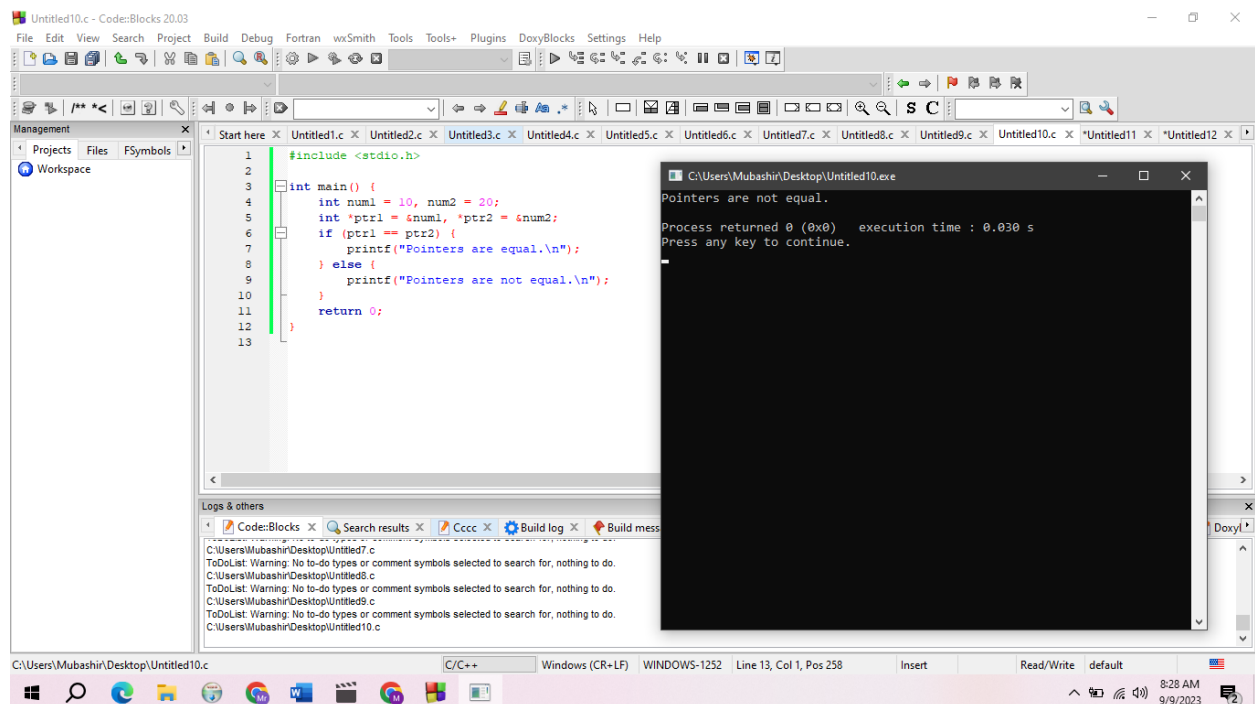 Untitled10.c - Code::Blocks 20.03
File Edit View Search Project Build Debug Fortran wxSmith Tools Tools+ Plugins DoxyBlocks Settings Help
/** *< S C
Management
Projects Files FSymbols
Workspace
Start here Untitled1.c Untitled2.c Untitled3.c Untitled4.c Untitled5.c Untitled6.c Untitled7.c Untitled8.c Untitled9.c Untitled10.c *Untitled11 *Untitled12
1 #include <stdio.h>
2
3 int main() {
4 int num1 = 10, num2 = 20;
5 int *ptr1 = &num1, *ptr2 = &num2;
6 if (ptr1 == ptr2) {
7 printf("Pointers are equal.\n");
8 } else {
9 printf("Pointers are not equal.\n");
10 }
11 return 0;
12 }
13
C:\Users\Mubashir\Desktop\Untitled10.exe
Pointers are not equal.
Process returned 0 (0x0) execution time : 0.030 s
Press any key to continue.
Logs & others
Code::Blocks Search results Cccc Build log Build mess Doxyl
C:\Users\Mubashir\Desktop\Untitled7.c
ToDoList: Warning: No to-do types or comment symbols selected to search for, nothing to do.
C:\Users\Mubashir\Desktop\Untitled8.c
ToDoList: Warning: No to-do types or comment symbols selected to search for, nothing to do.
C:\Users\Mubashir\Desktop\Untitled9.c
ToDoList: Warning: No to-do types or comment symbols selected to search for, nothing to do.
C:\Users\Mubashir\Desktop\Untitled10.c
C:\Users\Mubashir\Desktop\Untitled10.c C/C++ Windows (CR+LF) WINDOWS-1252 Line 13, Col 1, Pos 258 Insert Read/Write default
8:28 AM
9/9/2023
2